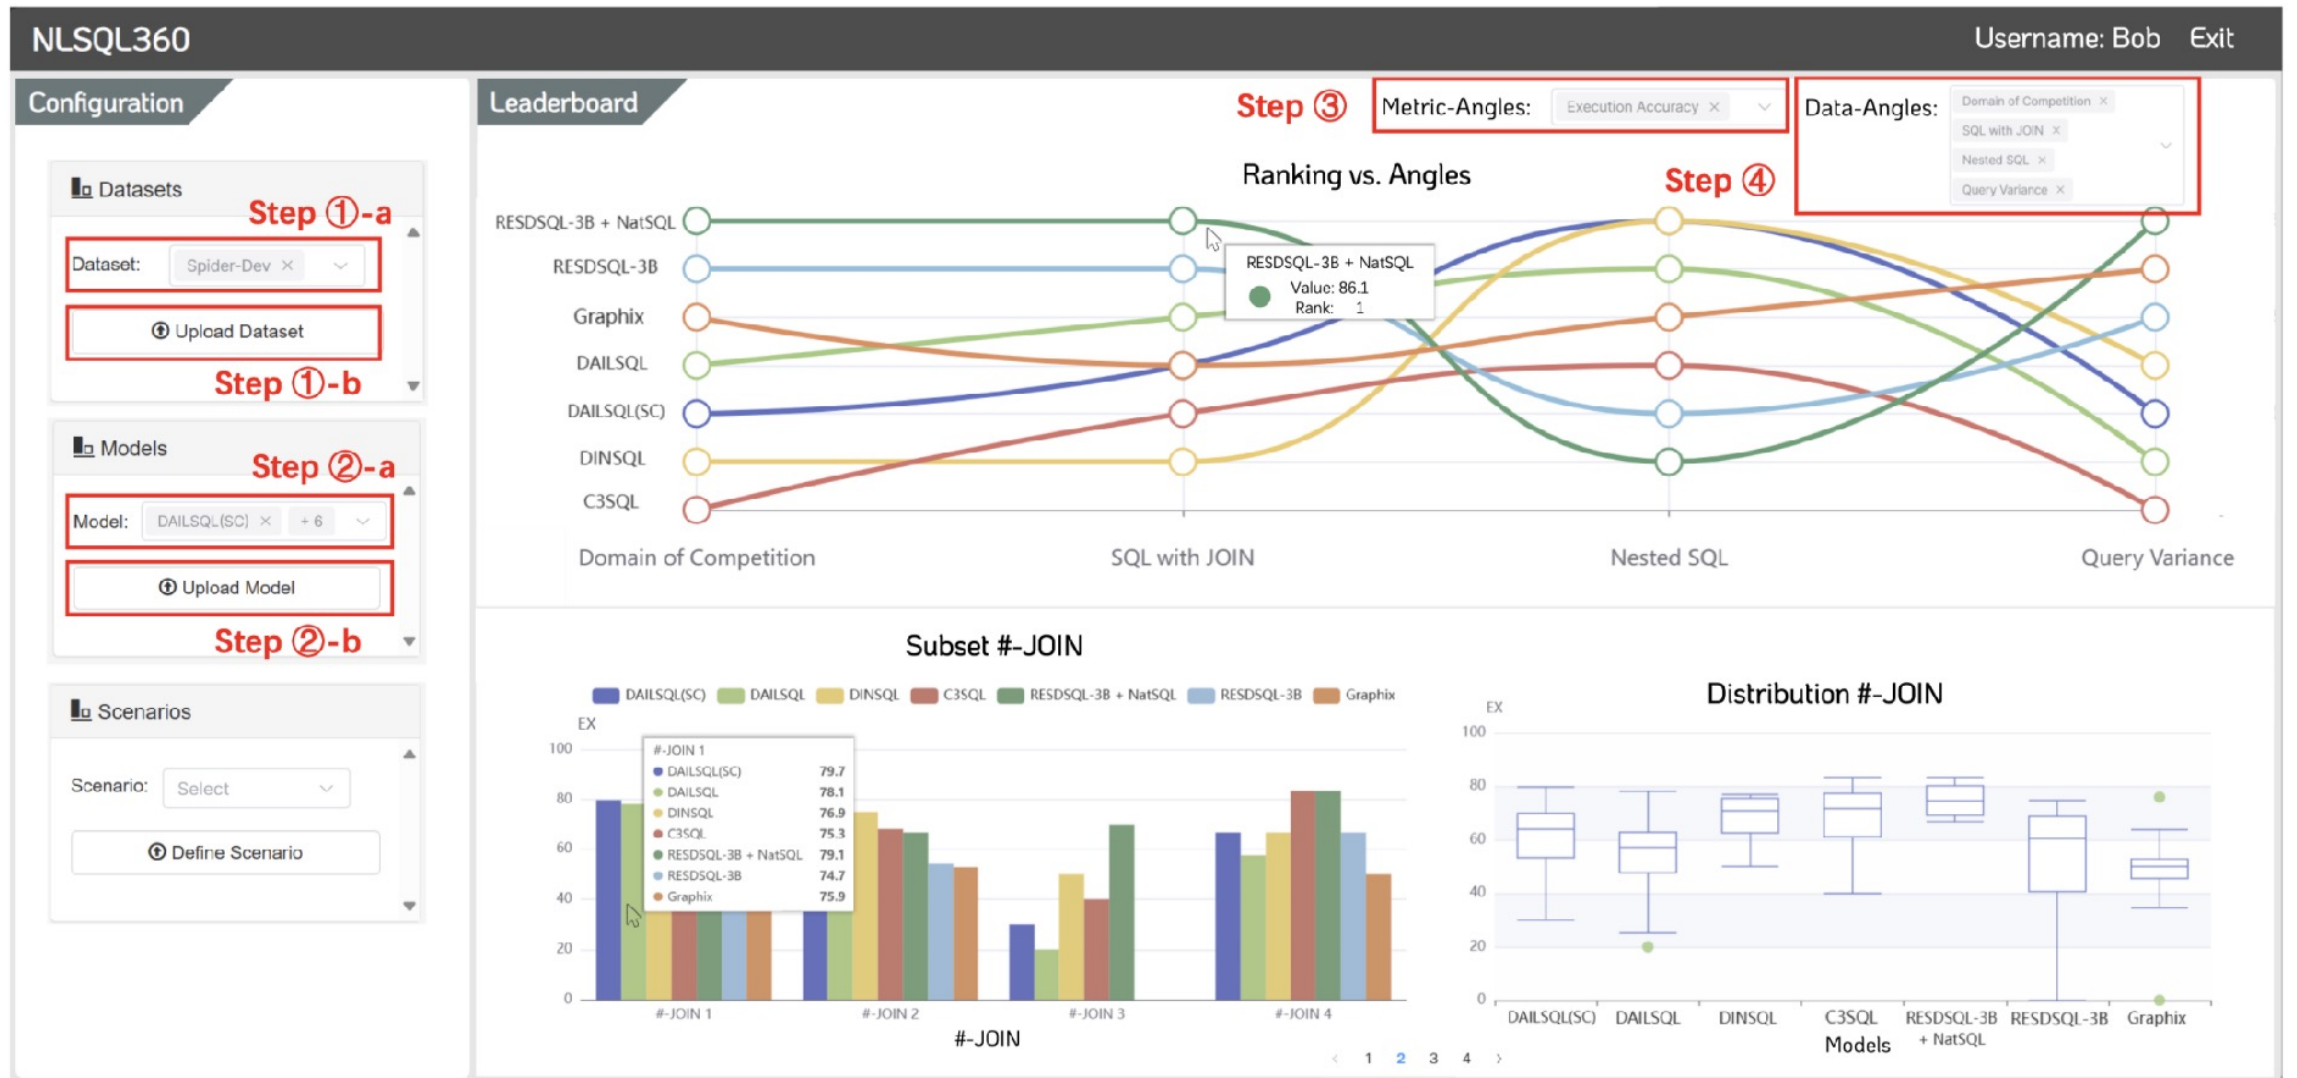 NLSQL360
Username: Bob Exit
Configuration
Datasets
Step ①-a
Dataset: Spider-Dev ×
Upload Dataset
Step ①-b
Models
Step ②-a
Model: DAILSQL(SC) × + 6
Upload Model
Step ②-b
Scenarios
Scenario: Select
Define Scenario
Leaderboard
Step ③
Metric-Angles: Execution Accuracy ×
Step ④
Data-Angles:
Domain of Competition ×
SQL with JOIN ×
Nested SQL ×
Query Variance ×
Ranking vs. Angles
RESDSQL-3B + NatSQL
RESDSQL-3B
Graphix
DAILSQL
DAILSQL(SC)
DINSQL
C3SQL
RESDSQL-3B + NatSQL
Value: 86.1
Rank: 1
Domain of Competition SQL with JOIN Nested SQL Query Variance
Subset #-JOIN
DAILSQL(SC) DAILSQL DINSQL C3SQL RESDSQL-3B + NatSQL RESDSQL-3B Graphix
EX
100
80
60
40
20
0
#-JOIN 1
DAILSQL(SC) 79.7
DAILSQL 78.1
DINSQL 76.9
C3SQL 75.3
RESDSQL-3B + NatSQL 79.1
RESDSQL-3B 74.7
Graphix 75.9
#-JOIN 1 #-JOIN 2 #-JOIN 3 #-JOIN 4
#-JOIN
Distribution #-JOIN
EX
100
80
60
40
20
0
DAILSQL(SC) DAILSQL DINSQL C3SQL RESDSQL-3B RESDSQL-3B Graphix
+ NatSQL
Models
< 1 2 3 4 >